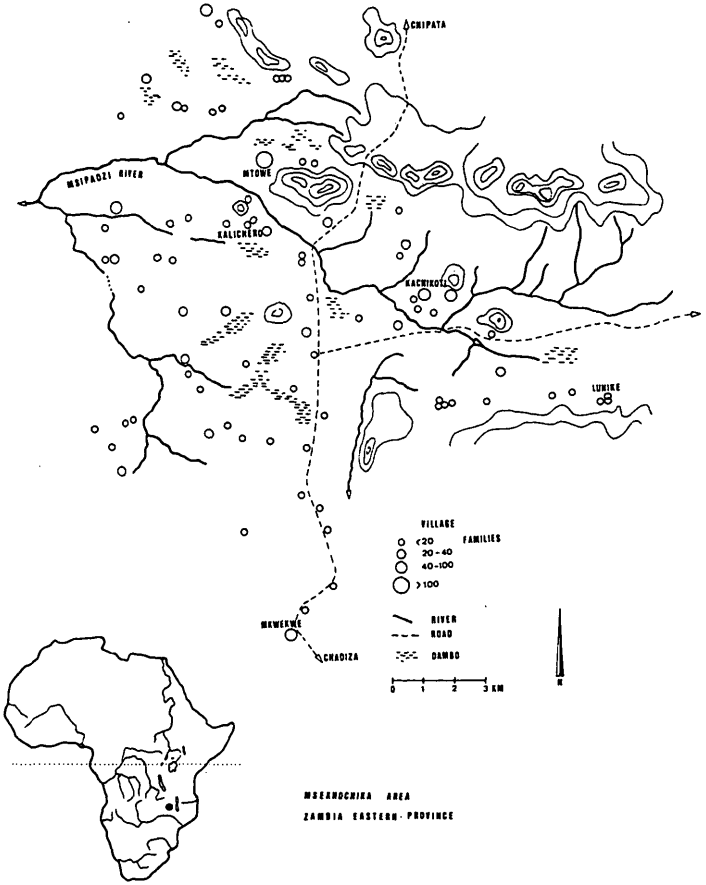 CHIPATA
MTOWE
MSIPADZI RIVER
KALICHERO
KACHIKOTI
LUNIKE
VILLAGE
<20 FAMILIES
20-40
40-100
>100
RIVER
ROAD
DAMBO
0 1 2 3 KM
N
MKWEKWE
CHADIZA
MSEKNOCHIKA AREA
ZAMBIA EASTERN-PROVINCE